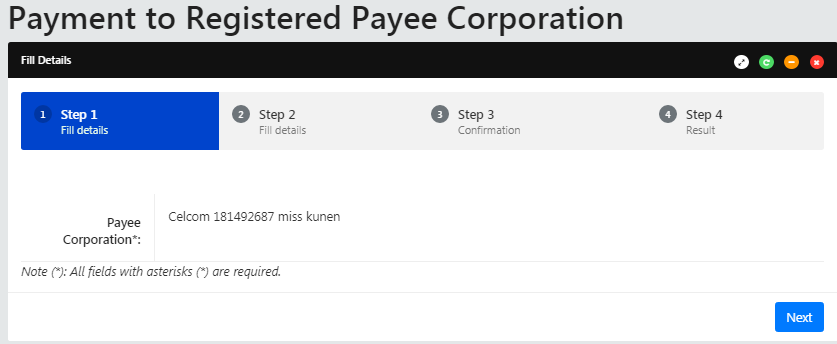 Payment to Registered Payee Corporation
Fill Details
1 Step 1
Fill details
2 Step 2
Fill details
3 Step 3
Confirmation
4 Step 4
Result
Payee
Corporation*:
Celcom 181492687 miss kunen
Note (*): All fields with asterisks (*) are required.
Next